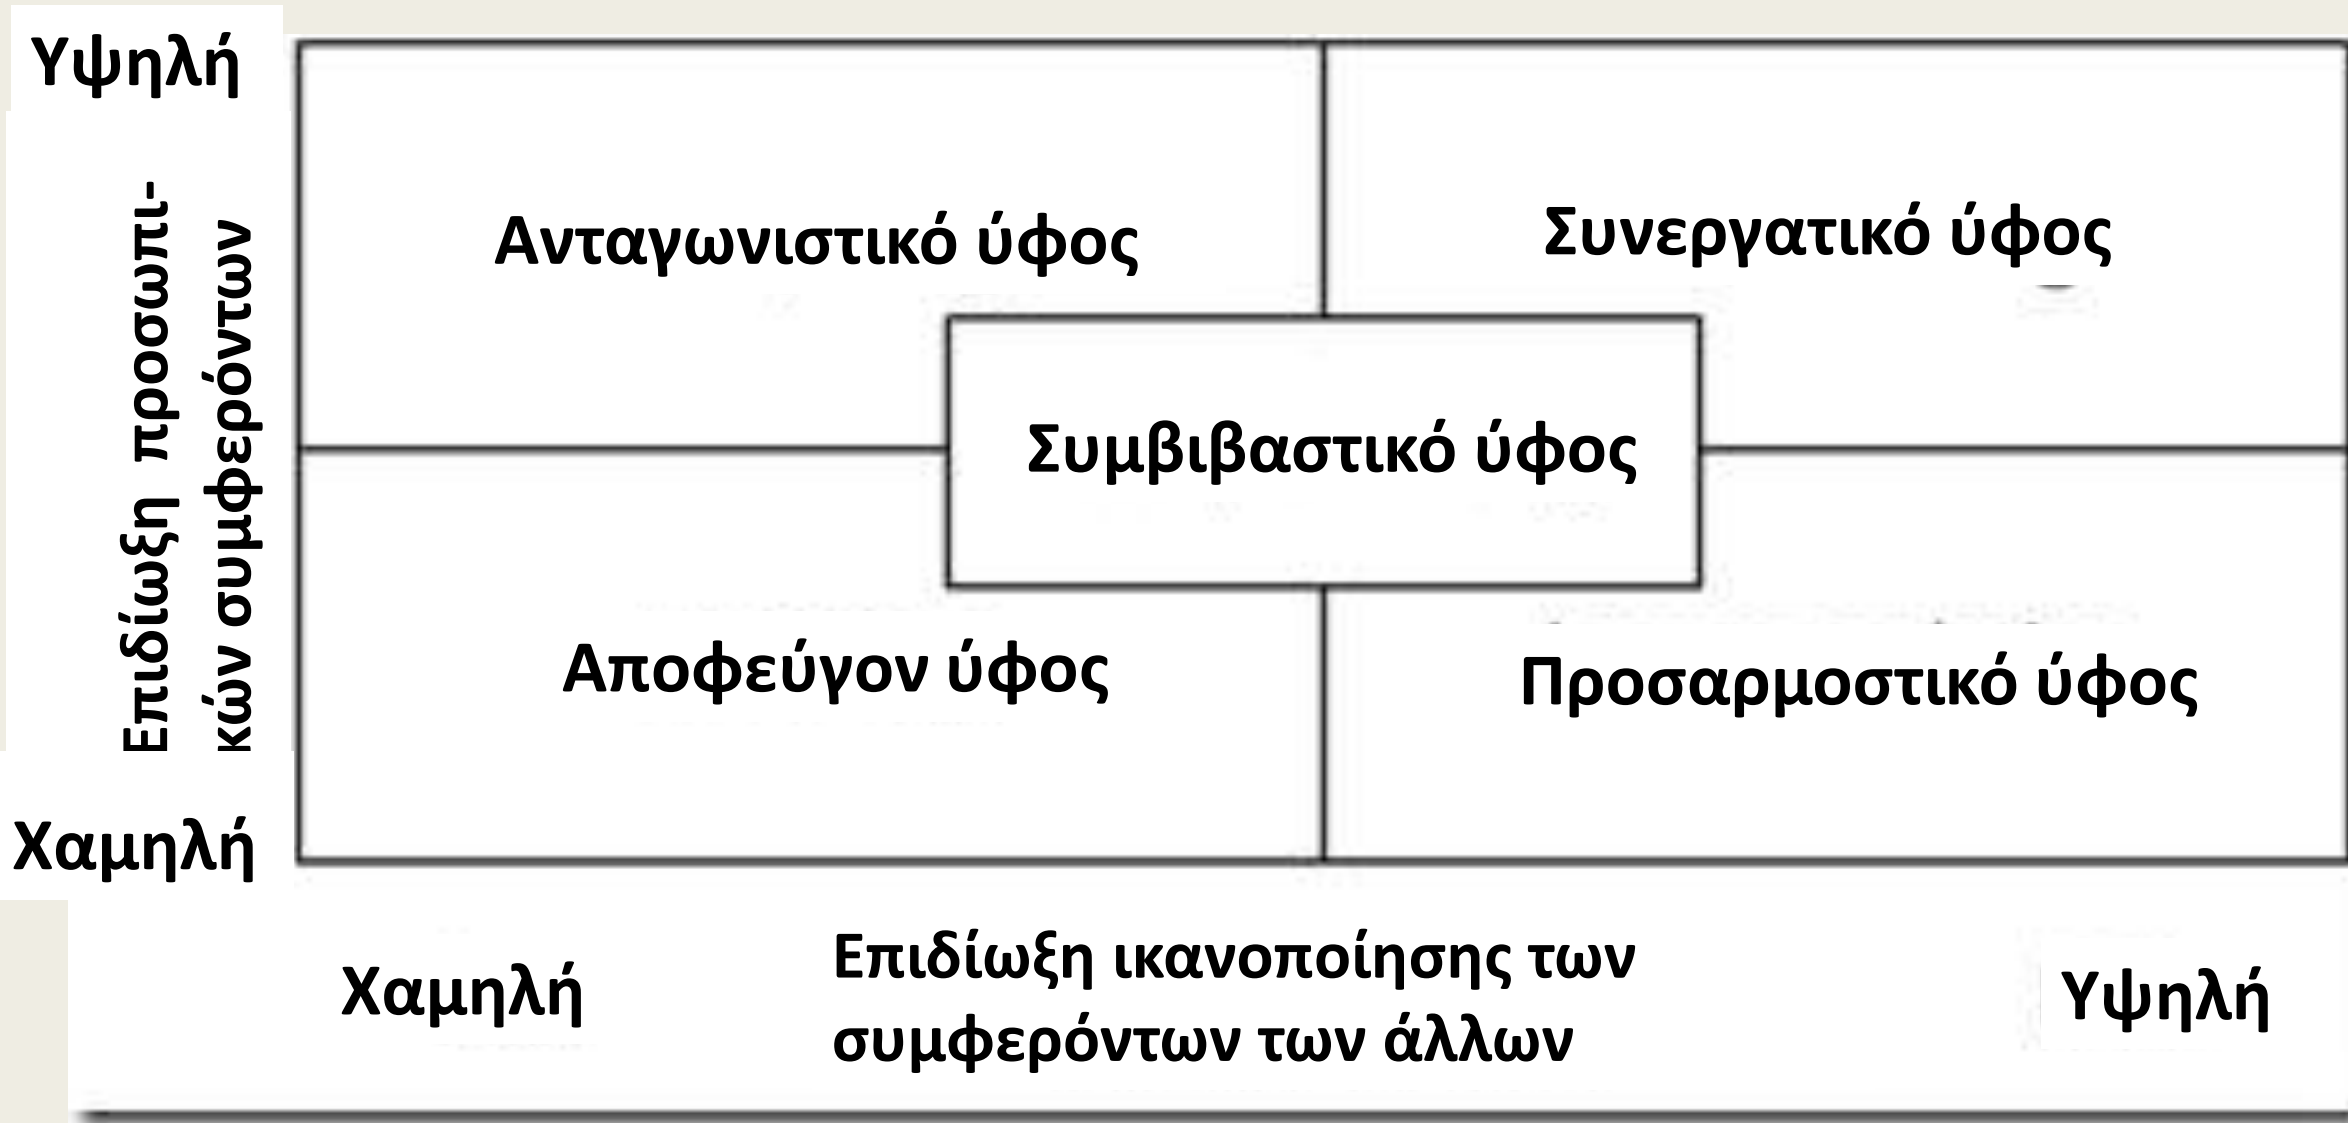 Υψηλή
Επιδίωξη προσωπι-
κών συμφερόντων
Χαμηλή
Ανταγωνιστικό ύφος
Συνεργατικό ύφος
Συμβιβαστικό ύφος
Αποφεύγον ύφος
Προσαρμοστικό ύφος
Χαμηλή
Επιδίωξη ικανοποίησης των
συμφερόντων των άλλων
Υψηλή